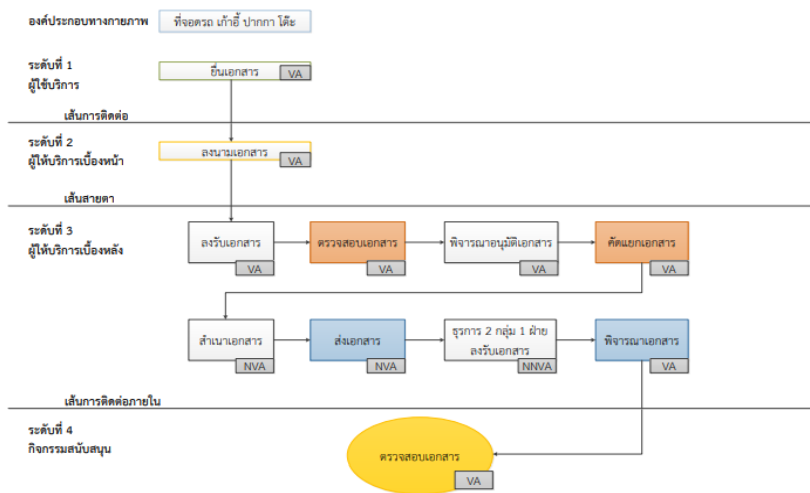 องค์ประกอบทางกายภาพ
ที่จอดรถ เก้าอี้ ปากกา โต๊ะ
ระดับที่ 1
ผู้ใช้บริการ
ยื่นเอกสาร
VA
เส้นการติดต่อ
ระดับที่ 2
ผู้ให้บริการเบื้องหน้า
ลงนามเอกสาร
VA
เส้นสายตา
ระดับที่ 3
ผู้ให้บริการเบื้องหลัง
ลงรับเอกสาร
VA
ตรวจสอบเอกสาร
VA
พิจารณาอนุมัติเอกสาร
VA
คัดแยกเอกสาร
VA
สำเนาเอกสาร
NVA
ส่งเอกสาร
NVA
ธุรการ 2 กลุ่ม 1 ฝ่าย
ลงรับเอกสาร
NNVA
พิจารณาเอกสาร
VA
เส้นการติดต่อภายใน
ระดับที่ 4
กิจกรรมสนับสนุน
ตรวจสอบเอกสาร
VA